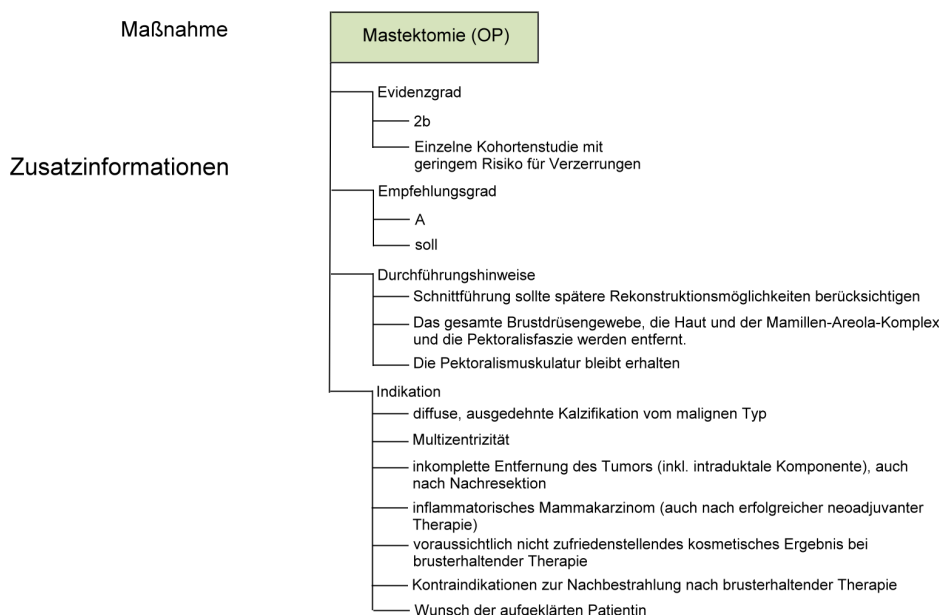 Maßnahme
Mastektomie (OP)
Zusatzinformationen
Evidenzgrad
2b
Einzelne Kohortenstudie mit
geringem Risiko für Verzerrungen
Empfehlungsgrad
A
soll
Durchführungshinweise
Schnittführung sollte spätere Rekonstruktionsmöglichkeiten berücksichtigen
Das gesamte Brustdrüsengewebe, die Haut und der Mamillen-Areola-Komplex
und die Pektoralisfaszie werden entfernt.
Die Pektoralismuskulatur bleibt erhalten
Indikation
diffuse, ausgedehnte Kalzifikation vom malignen Typ
Multizentrizität
inkomplette Entfernung des Tumors (inkl. intraduktale Komponente), auch
nach Nachresektion
inflammatorisches Mammakarzinom (auch nach erfolgreicher neoadjuvanter
Therapie)
voraussichtlich nicht zufriedenstellendes kosmetisches Ergebnis bei
brusterhaltender Therapie
Kontraindikationen zur Nachbestrahlung nach brusterhaltender Therapie
Wunsch der aufgeklärten Patientin